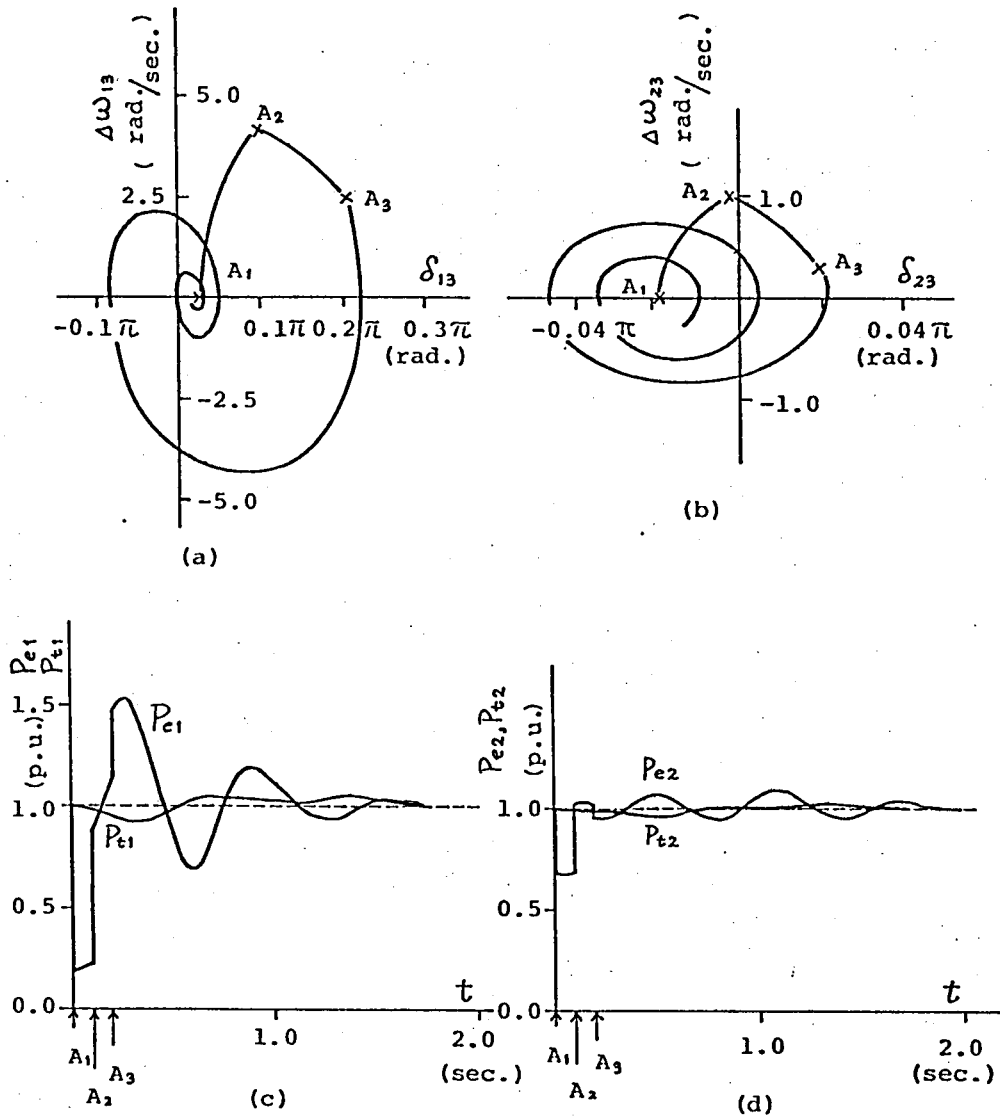 Δω13
( rad./sec.)
5.0
A2
2.5
A3
A1
δ13
-0.1π
0.1π
0.2π
0.3π
(rad.)
-2.5
-5.0
(a)
Δω23
( rad./sec.)
A2
1.0
A3
A1
δ23
-0.04 π
0.04π
(rad.)
-1.0
(b)
Pe1
Pt1
(p.u.)
1.5
Pe1
1.0
Pt1
0.5
0.0
t
A1
A2
A3
1.0
2.0
(sec.)
(c)
Pe2, Pt2
(p.u.)
Pe2
1.0
Pt2
0.5
0.0
t
A1
A2
A3
1.0
2.0
(sec.)
(d)